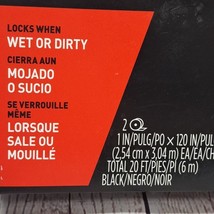 LOCKS WHEN
WET OR DIRTY
CIERRA AUN
MOJADO
O SUCIO
SE VERROUILLE
MÊME
LORSQUE
SALE OU
MOUILLÉ
2
1 IN/PULG/PO × 120 IN/PUL
(2,54 cm x 3,04 m) EA/EA/CH
TOTAL 20 FT/PIES/PI (6 m)
BLACK/NEGRO/NOIR